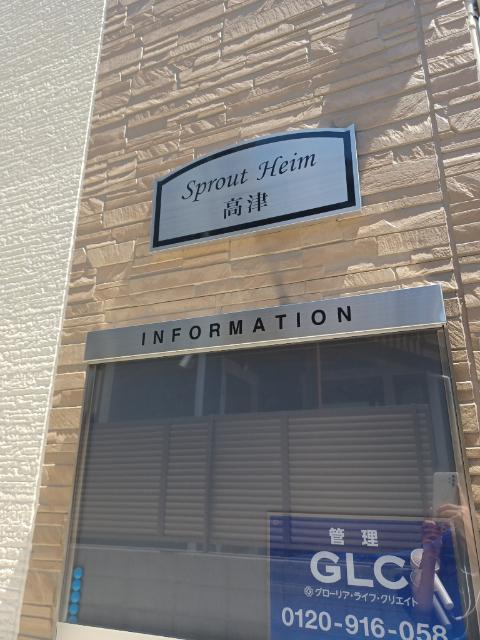 Sprout Heim
高津
INFORMATION
管理
GLC
グローリア・ライフ・クリエイト
0120-916-058